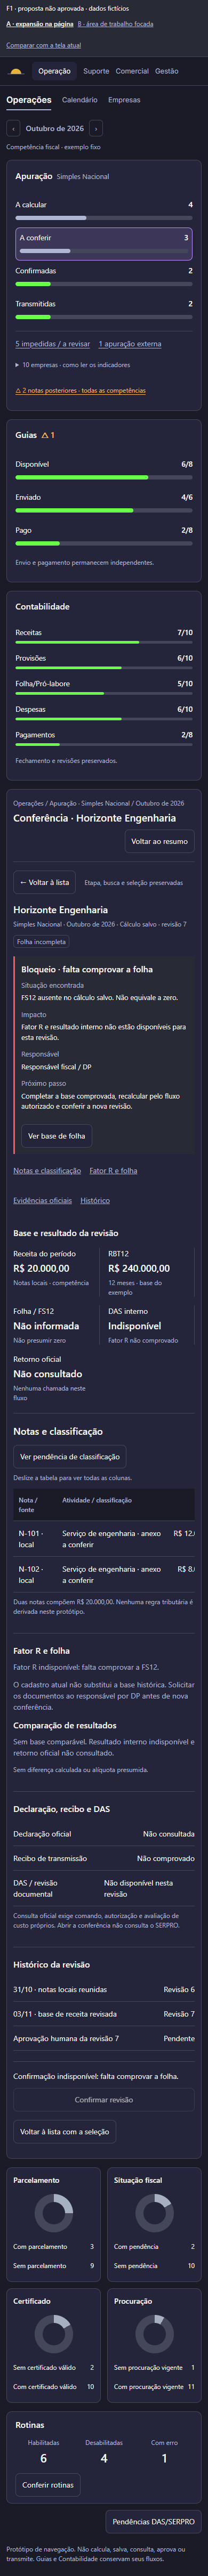 F1 · proposta não aprovada · dados fictícios
A · expansão na página B · área de trabalho focada
Comparar com a tela atual
Operação Suporte Comercial Gestão
Operações Calendário Empresas
‹ Outubro de 2026 ›
Competência fiscal · exemplo fixo
Apuração Simples Nacional
A calcular 4
A conferir 3
Confirmadas 2
Transmitidas 2
5 impedidas / a revisar 1 apuração externa
▸ 10 empresas · como ler os indicadores
△ 2 notas posteriores · todas as competências
Guias △ 1
Disponível 6/8
Enviado 4/6
Pago 2/8
Envio e pagamento permanecem independentes.
Contabilidade
Receitas 7/10
Provisões 6/10
Folha/Pró-labore 5/10
Despesas 6/10
Pagamentos 2/8
Fechamento e revisões preservados.
Operações / Apuração · Simples Nacional / Outubro de 2026
Conferência · Horizonte Engenharia
Voltar ao resumo
← Voltar à lista Etapa, busca e seleção preservadas
Horizonte Engenharia
Simples Nacional · Outubro de 2026 · Cálculo salvo · revisão 7
Folha incompleta
Bloqueio · falta comprovar a folha
Situação encontrada
FS12 ausente no cálculo salvo. Não equivale a zero.
Impacto
Fator R e resultado interno não estão disponíveis para
esta revisão.
Responsável
Responsável fiscal / DP
Próximo passo
Completar a base comprovada, recalcular pelo fluxo
autorizado e conferir a nova revisão.
Ver base de folha
Notas e classificação Fator R e folha
Evidências oficiais Histórico
Base e resultado da revisão
Receita do período
R$ 20.000,00
Notas locais · competência
RBT12
R$ 240.000,00
12 meses · base do
exemplo
Folha / FS12
Não informada
Não presumir zero
DAS interno
Indisponível
Fator R não comprovado
Retorno oficial
Não consultado
Nenhuma chamada neste
fluxo
Notas e classificação
Ver pendência de classificação
Deslize a tabela para ver todas as colunas.
Nota /
fonte
Atividade / classificação
N-101 ·
local
Serviço de engenharia · anexo
a conferir
R$ 12.
N-102 ·
local
Serviço de engenharia · anexo
a conferir
R$ 8.
Duas notas compõem R$ 20.000,00. Nenhuma regra tributária é
derivada neste protótipo.
Fator R e folha
Fator R indisponível: falta comprovar a FS12.
O cadastro atual não substitui a base histórica. Solicitar
os documentos ao responsável por DP antes de nova
conferência.
Comparação de resultados
Sem base comparável. Resultado interno indisponível e
retorno oficial não consultado.
Sem diferença calculada ou alíquota presumida.
Declaração, recibo e DAS
Declaração oficial Não consultada
Recibo de transmissão Não comprovado
DAS / revisão
documental
Não disponível nesta
revisão
Consulta oficial exige comando, autorização e avaliação de
custo próprios. Abrir a conferência não consulta o SERPRO.
Histórico da revisão
31/10 · notas locais reunidas Revisão 6
03/11 · base de receita revisada Revisão 7
Aprovação humana da revisão 7 Pendente
Confirmação indisponível: falta comprovar a folha.
Confirmar revisão
Voltar à lista com a seleção
Parcelamento
Com parcelamento 3
Sem parcelamento 9
Situação fiscal
Com pendência 2
Sem pendência 10
Certificado
Sem certificado válido 2
Com certificado válido 10
Procuração
Sem procuração vigente 1
Com procuração vigente 11
Rotinas
Habilitadas Desabilitadas Com erro
6 4 1
Conferir rotinas
Pendências DAS/SERPRO
Protótipo de navegação. Não calcula, salva, consulta, aprova ou
transmite. Guias e Contabilidade conservam seus fluxos.